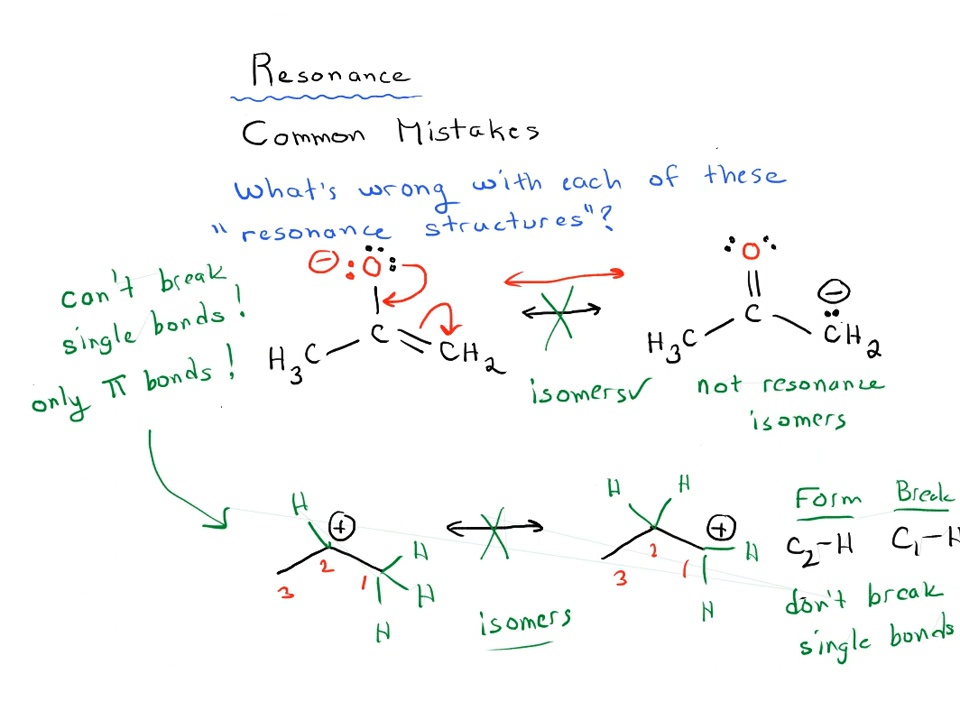 Resonance
Common Mistakes
What's wrong with each of these
"resonance structures"?
can't break
single bonds!
only π bonds!
⊖ :O:
C
H3C
CH2
isomers✓
:O:
C
⊖
H3C
CH2
not resonance
isomers
H
⊕
H
H
H
3
2
1
isomers
H
H
⊕
H
H
3
2
1
Form
Break
C2-H
C1-H
don't break
single bonds